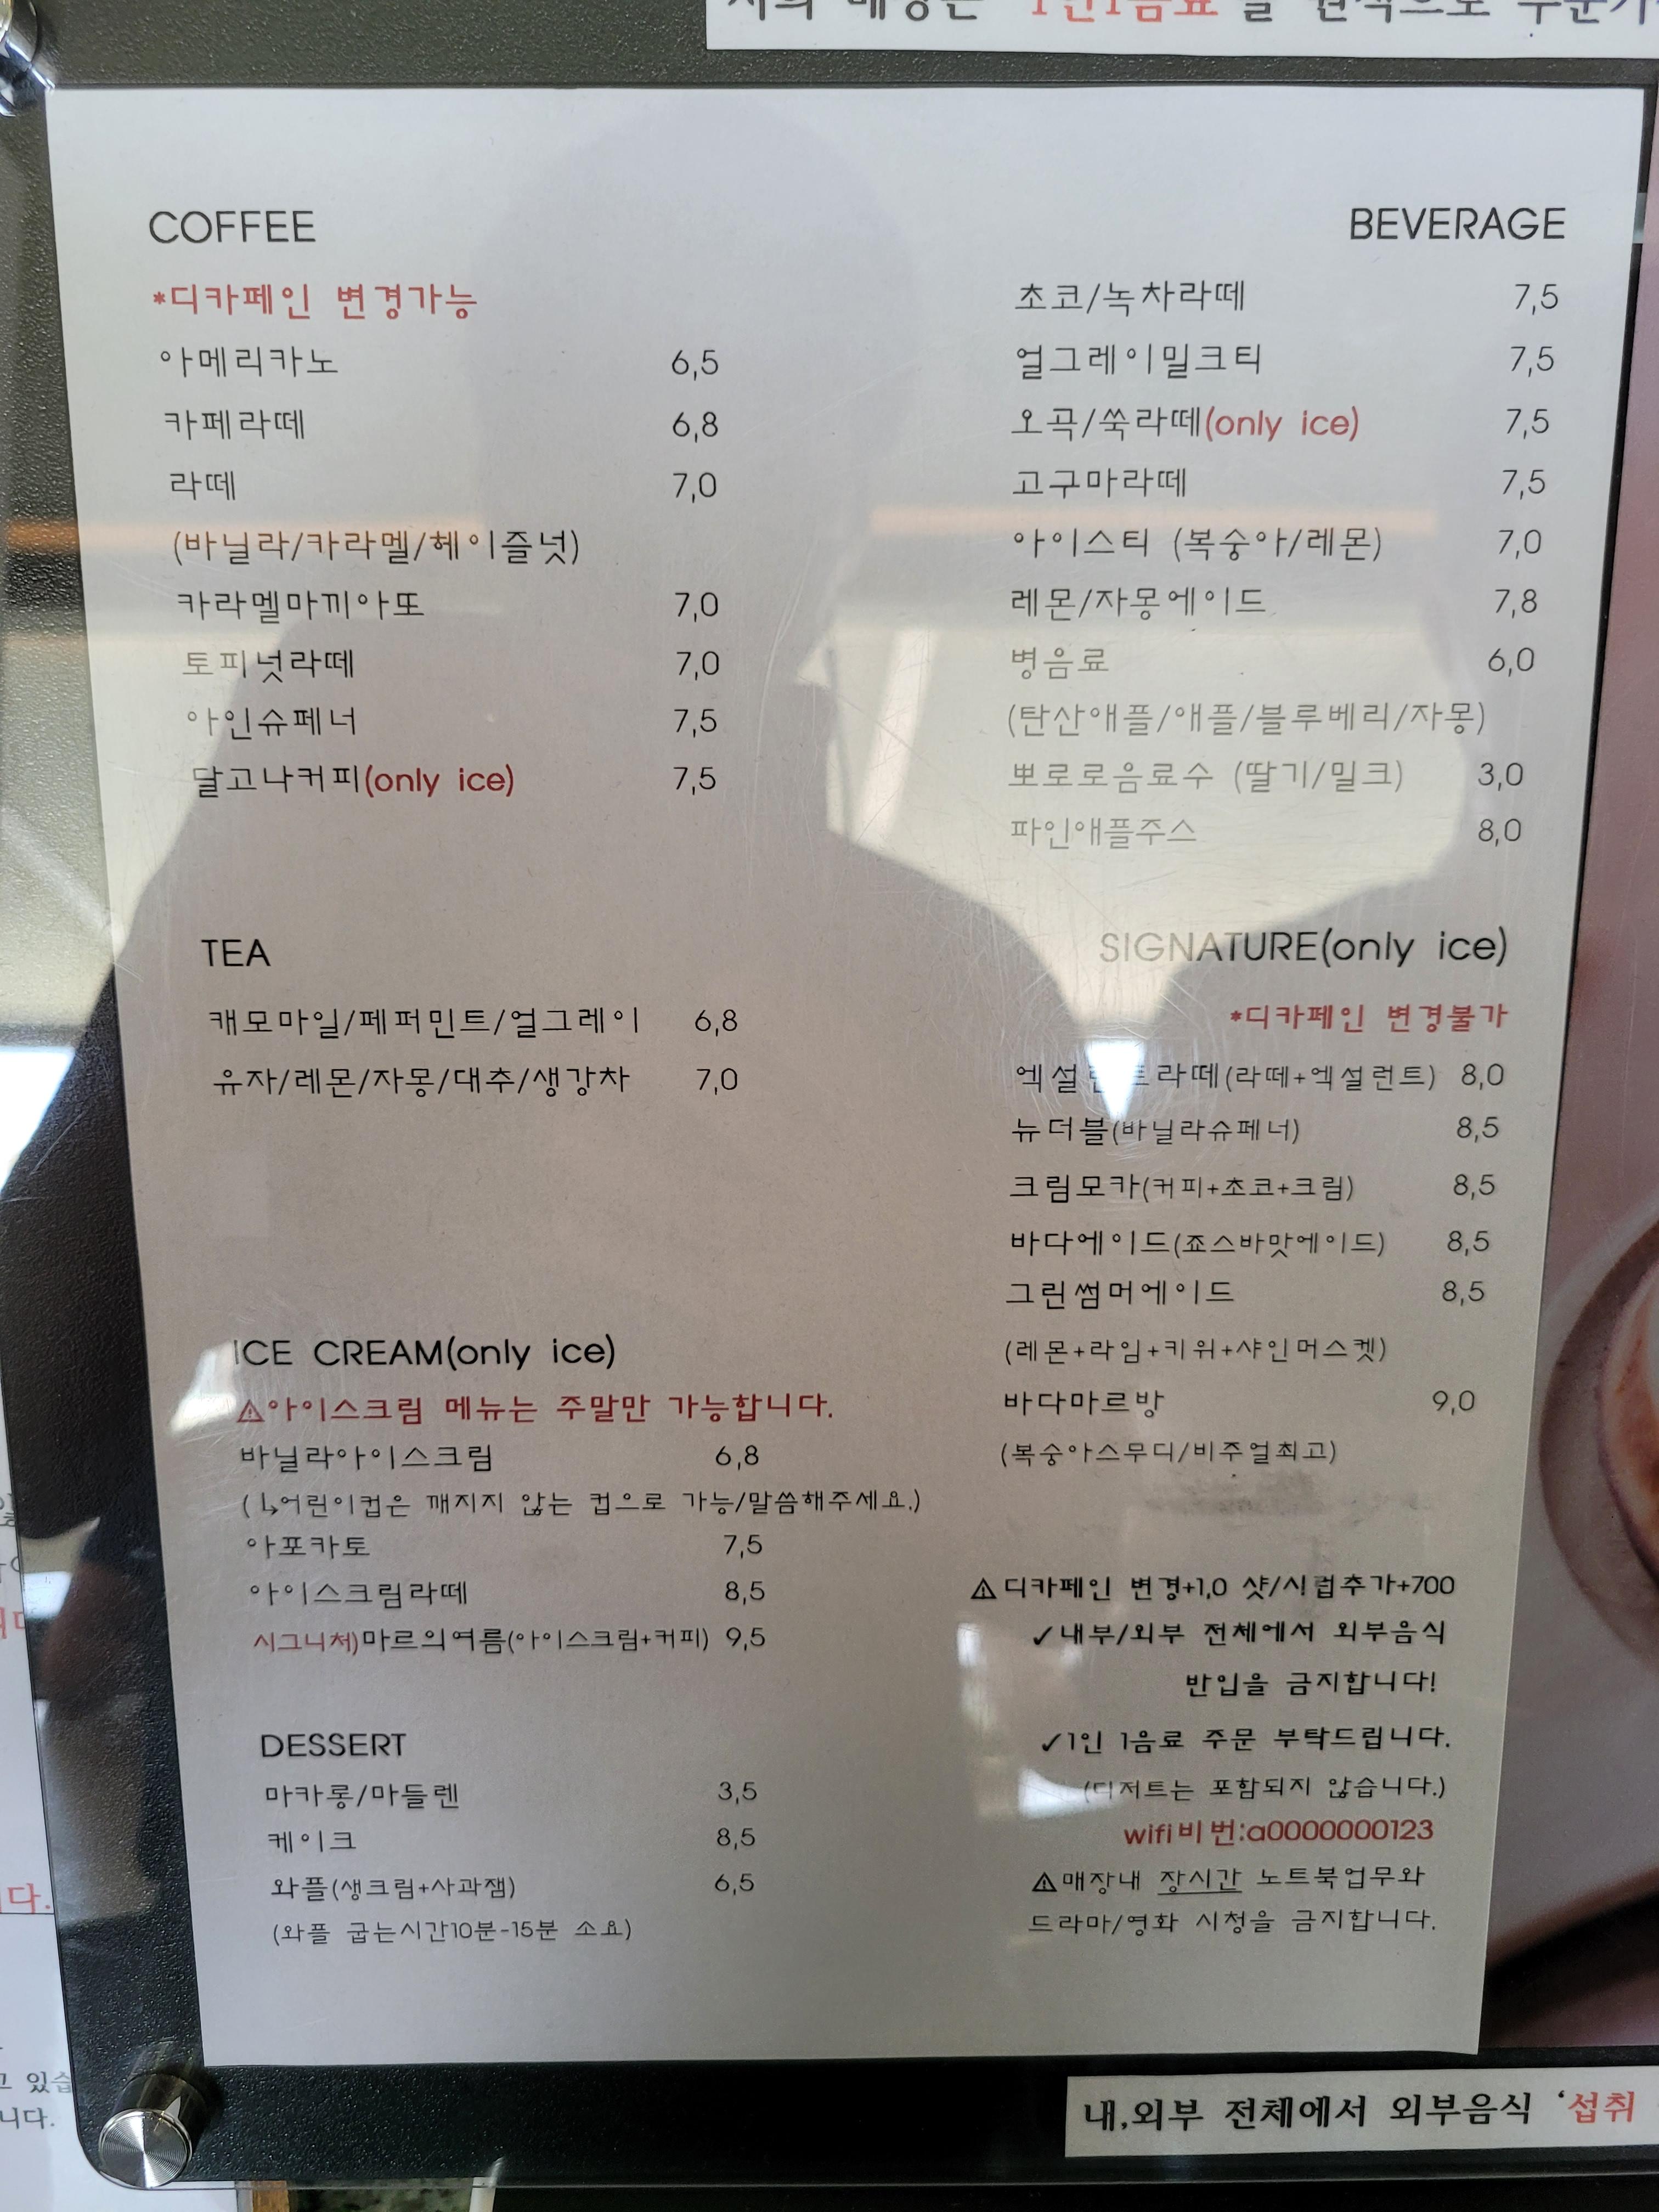 1인1음료
COFFEE
*디카페인 변경가능
아메리카노 6,5
카페라떼 6,8
라떼 7,0
(바닐라/카라멜/헤이즐넛)
카라멜마끼아또 7,0
토피넛라떼 7,0
아인슈페너 7,5
달고나커피(only ice) 7,5
TEA
캐모마일/페퍼민트/얼그레이 6,8
유자/레몬/자몽/대추/생강차 7,0
ICE CREAM(only ice)
⚠아이스크림 메뉴는 주말만 가능합니다.
바닐라아이스크림 6,8
(↳어린이컵은 깨지지 않는 컵으로 가능/말씀해주세요.)
아포카토 7,5
아이스크림라떼 8,5
시그니처)마르의여름(아이스크림+커피) 9,5
DESSERT
마카롱/마들렌 3,5
케이크 8,5
와플(생크림+사과잼) 6,5
(와플 굽는시간10분-15분 소요)
BEVERAGE
초코/녹차라떼 7,5
얼그레이밀크티 7,5
오곡/쑥라떼(only ice) 7,5
고구마라떼 7,5
아이스티 (복숭아/레몬) 7,0
레몬/자몽에이드 7,8
병음료 6,0
(탄산애플/애플/블루베리/자몽)
뽀로로음료수 (딸기/밀크) 3,0
파인애플주스 8,0
SIGNATURE(only ice)
*디카페인 변경불가
엑설런트라떼(라떼+엑설런트) 8,0
뉴더블(바닐라슈페너) 8,5
크림모카(커피+초코+크림) 8,5
바다에이드(죠스바맛에이드) 8,5
그린썸머에이드 8,5
(레몬+라임+키위+샤인머스켓)
바다마르방 9,0
(복숭아스무디/비주얼최고)
⚠디카페인 변경+1,0 샷/시럽추가+700
✓내부/외부 전체에서 외부음식
반입을 금지합니다!
✓1인 1음료 주문 부탁드립니다.
(디저트는 포함되지 않습니다.)
wifi비번:a0000000123
⚠매장내 장시간 노트북업무와
드라마/영화 시청을 금지합니다.
내,외부 전체에서 외부음식 '섭취